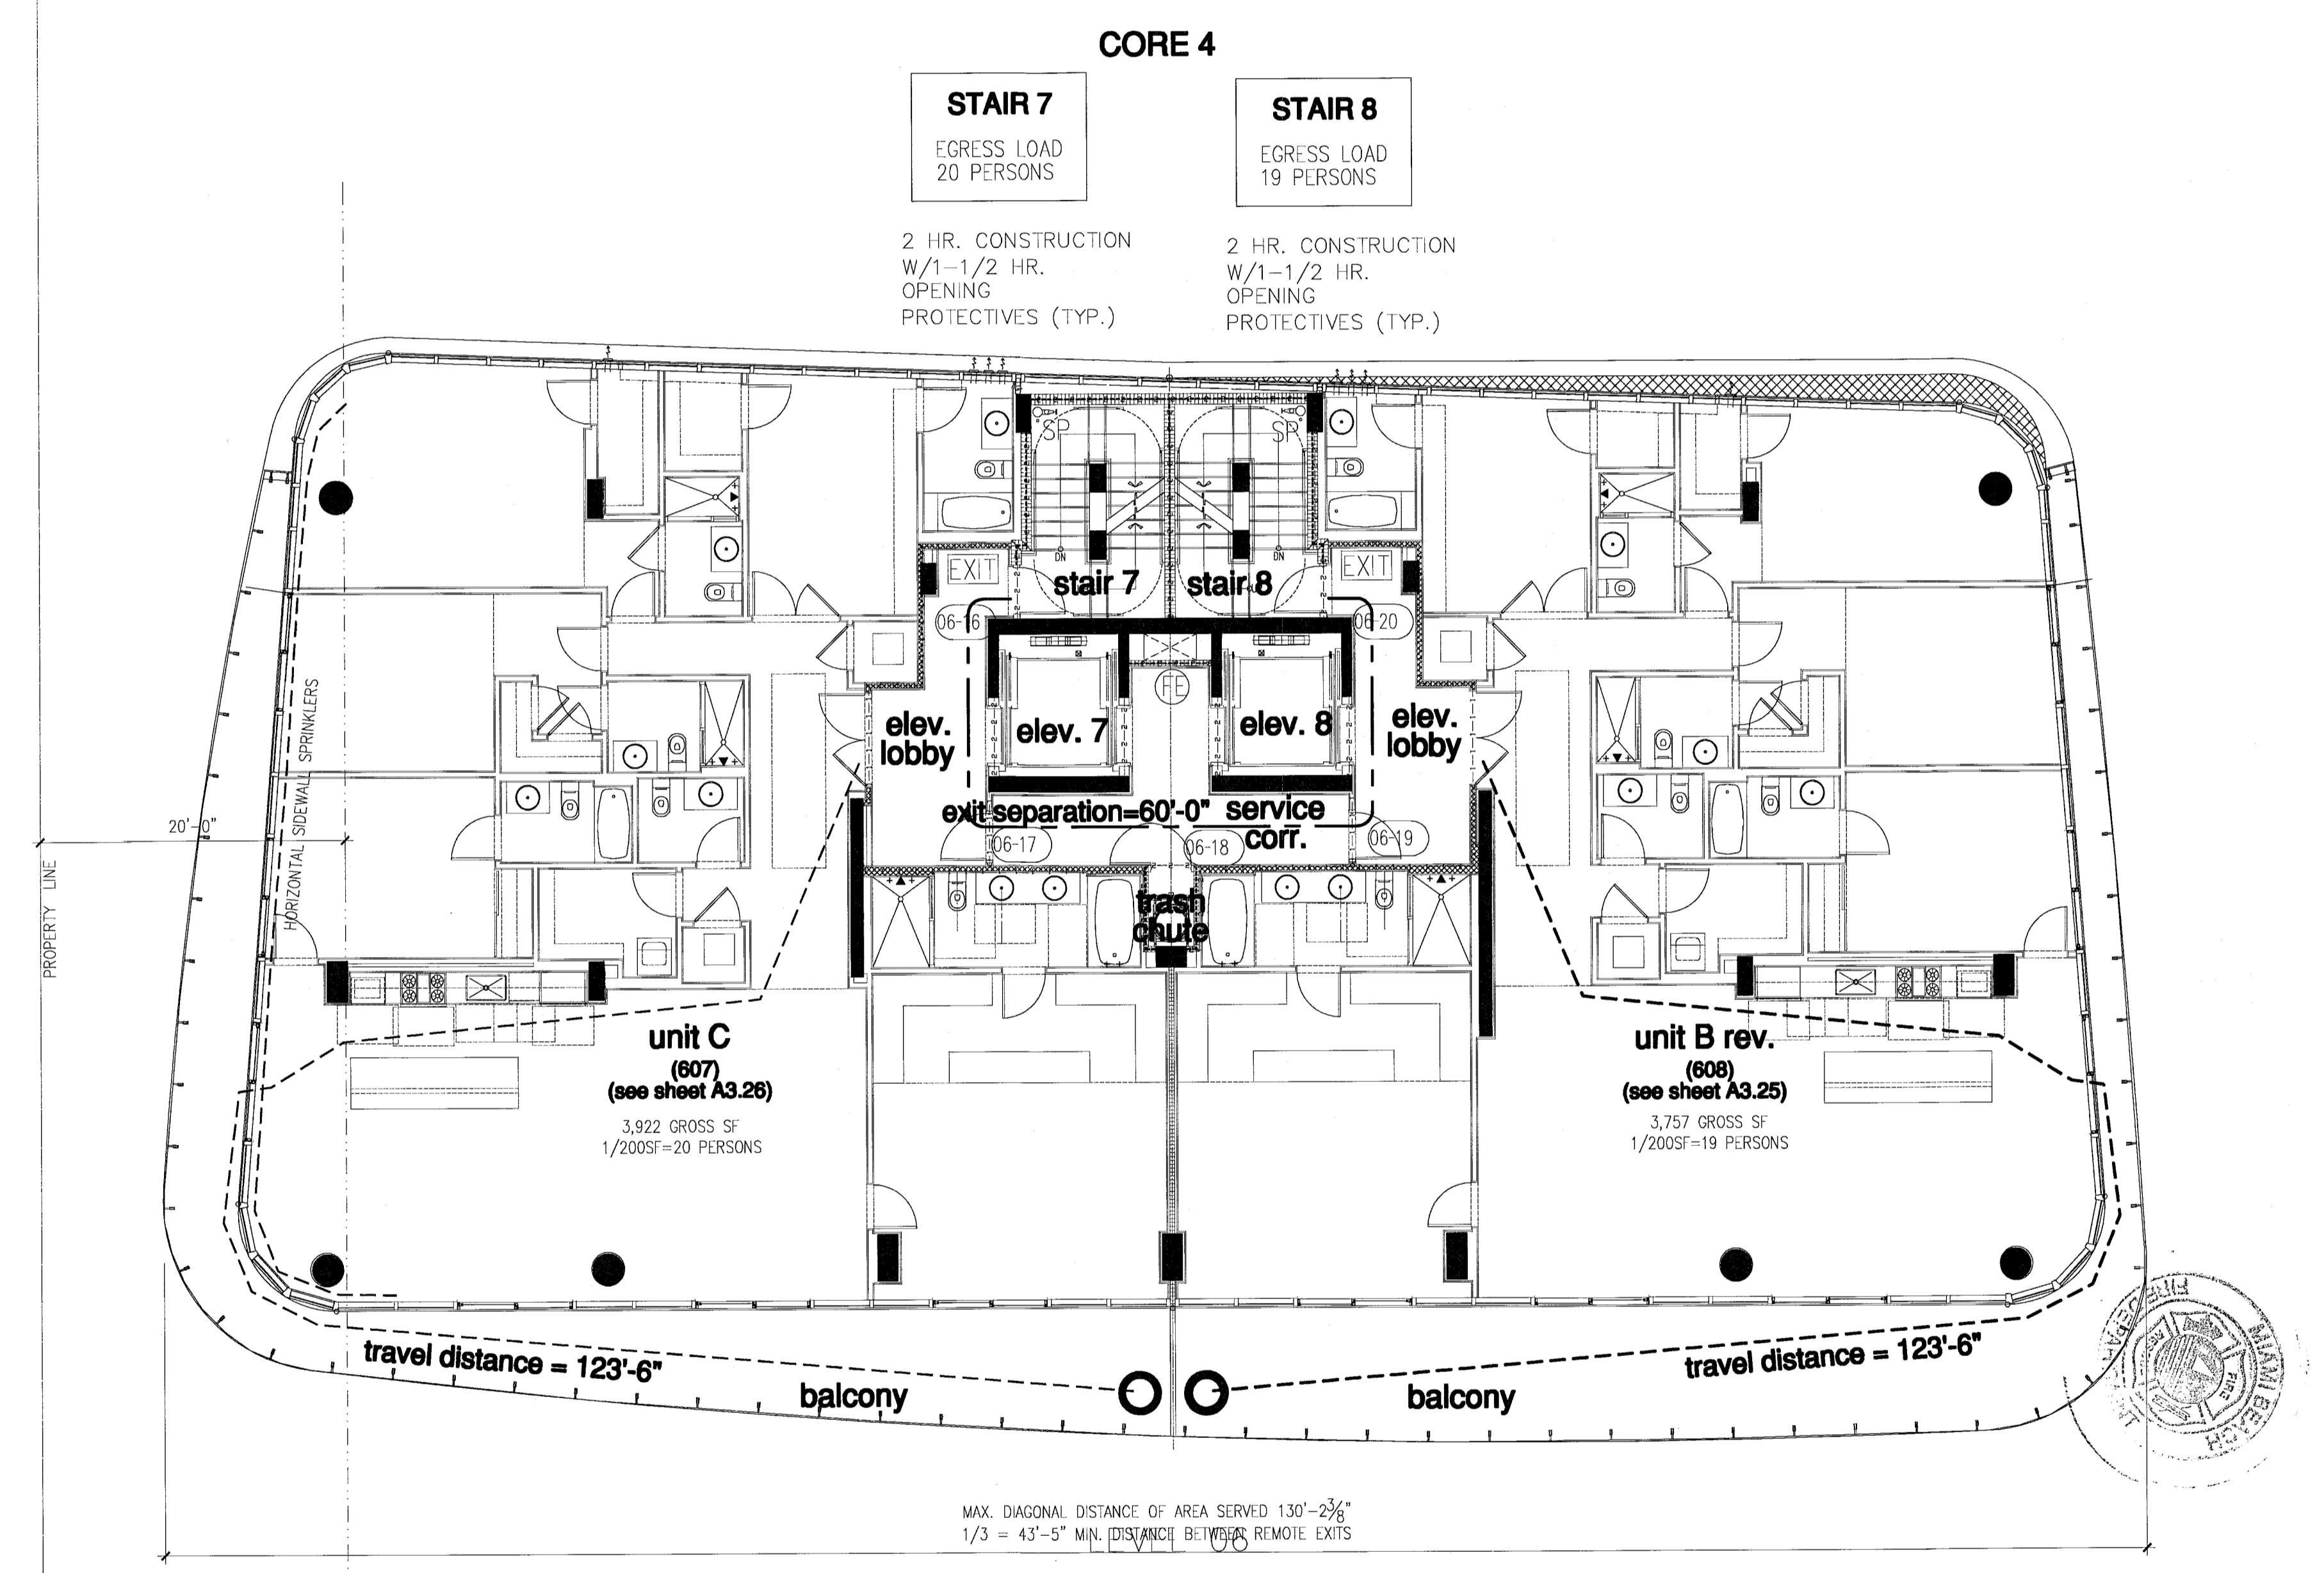 CORE 4
STAIR 7
EGRESS LOAD
20 PERSONS
STAIR 8
EGRESS LOAD
19 PERSONS
2 HR. CONSTRUCTION
W/1-1/2 HR.
OPENING
PROTECTIVES (TYP.)
2 HR. CONSTRUCTION
W/1-1/2 HR.
OPENING
PROTECTIVES (TYP.)
SP
SP
DN
DN
EXIT
EXIT
stair 7
stair 8
06-16
06-20
FE
elev.
lobby
elev. 7
elev. 8
elev.
lobby
exit separation=60'-0"
service
corr.
06-17
06-18
06-19
trash
chute
20'-0"
PROPERTY LINE
HORIZONTAL SIDEWALL SPRINKLERS
unit C
(607)
(see sheet A3.26)
3,922 GROSS SF
1/200SF=20 PERSONS
unit B rev.
(608)
(see sheet A3.25)
3,757 GROSS SF
1/200SF=19 PERSONS
travel distance = 123'-6"
balcony
travel distance = 123'-6"
balcony
MIAMI BEACH
FIRE
MAX. DIAGONAL DISTANCE OF AREA SERVED 130'-2 3/8"
1/3 = 43'-5" MIN. DISTANCE BETWEEN REMOTE EXITS
LEVEL 06